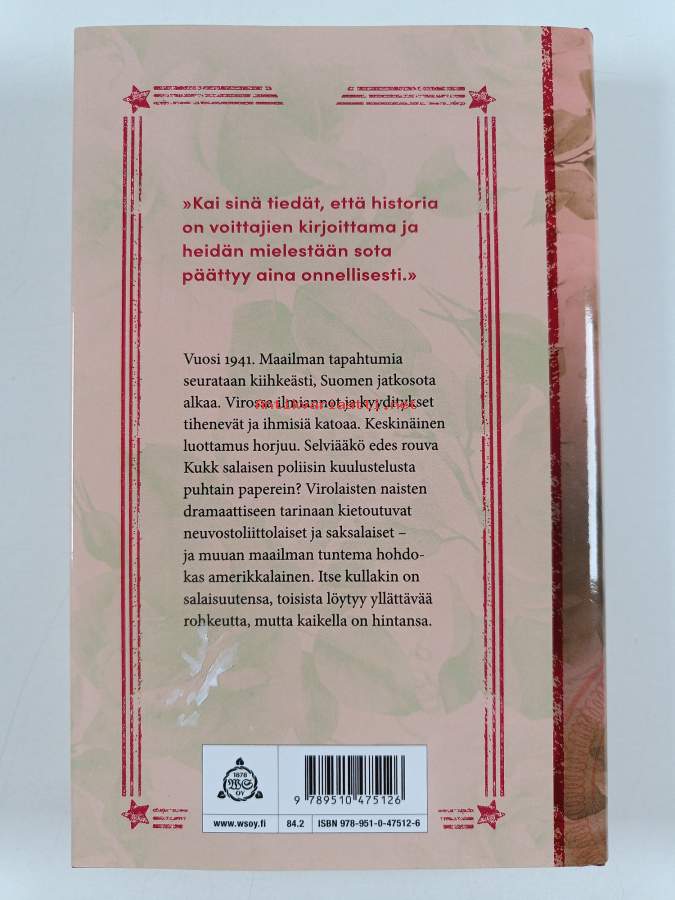 »Kai sinä tiedät, että historia
on voittajien kirjoittama ja
heidän mielestään sota
päättyy aina onnellisesti.»
Vuosi 1941. Maailman tapahtumia
seurataan kiihkeästi, Suomen jatkosota
alkaa. Virossa ilmiannot ja kyyditykset
Antikvariaatti.net
tihenevät ja ihmisiä katoaa. Keskinäinen
luottamus horjuu. Selviääkö edes rouva
Kukk salaisen poliisin kuulustelusta
puhtain paperein? Virolaisten naisten
dramaattiseen tarinaan kietoutuvat
neuvostoliittolaiset ja saksalaiset –
ja muuan maailman tuntema hohdo-
kas amerikkalainen. Itse kullakin on
salaisuutensa, toisista löytyy yllättävää
rohkeutta, mutta kaikella on hintansa.
1878
WS
OY
9 789510 475126
www.wsoy.fi 84.2 ISBN 978-951-0-47512-6